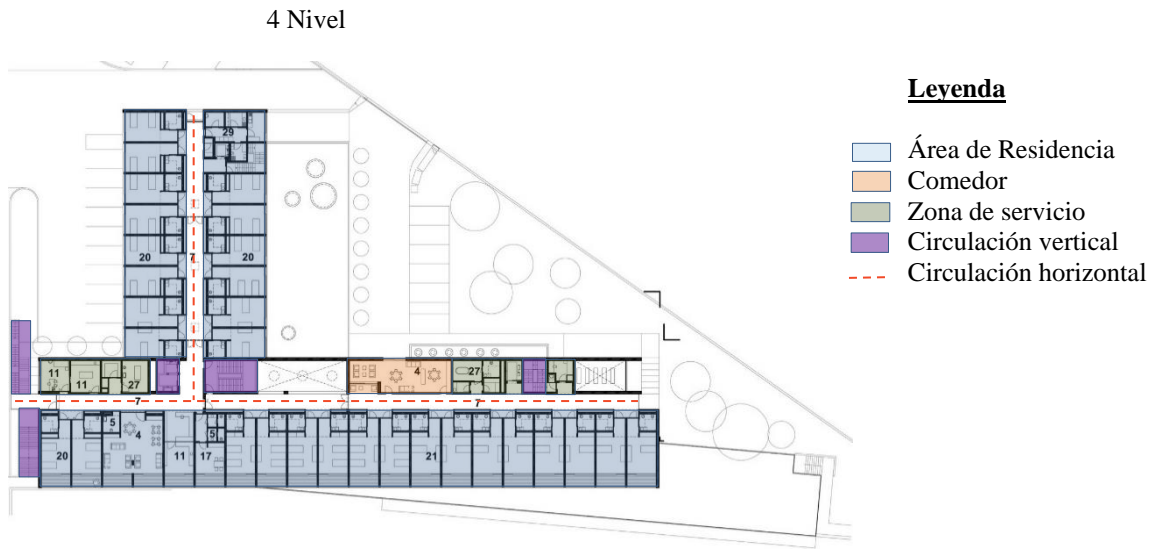 4 Nivel
Leyenda
Área de Residencia
Comedor
Zona de servicio
Circulación vertical
Circulación horizontal
29
20 7 20
11 11 27 4 27
7 7
5 4 5
20 11 17 21